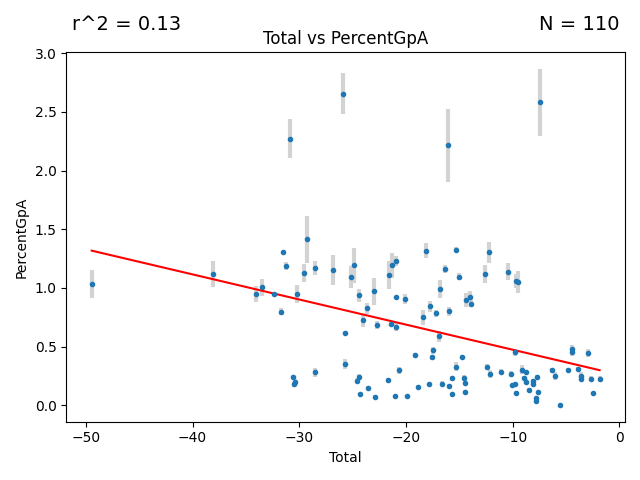 r^2 = 0.13
N = 110
Total vs PercentGpA
PercentGpA
3.0
2.5
2.0
1.5
1.0
0.5
0.0
−50
−40
−30
−20
−10
0
Total